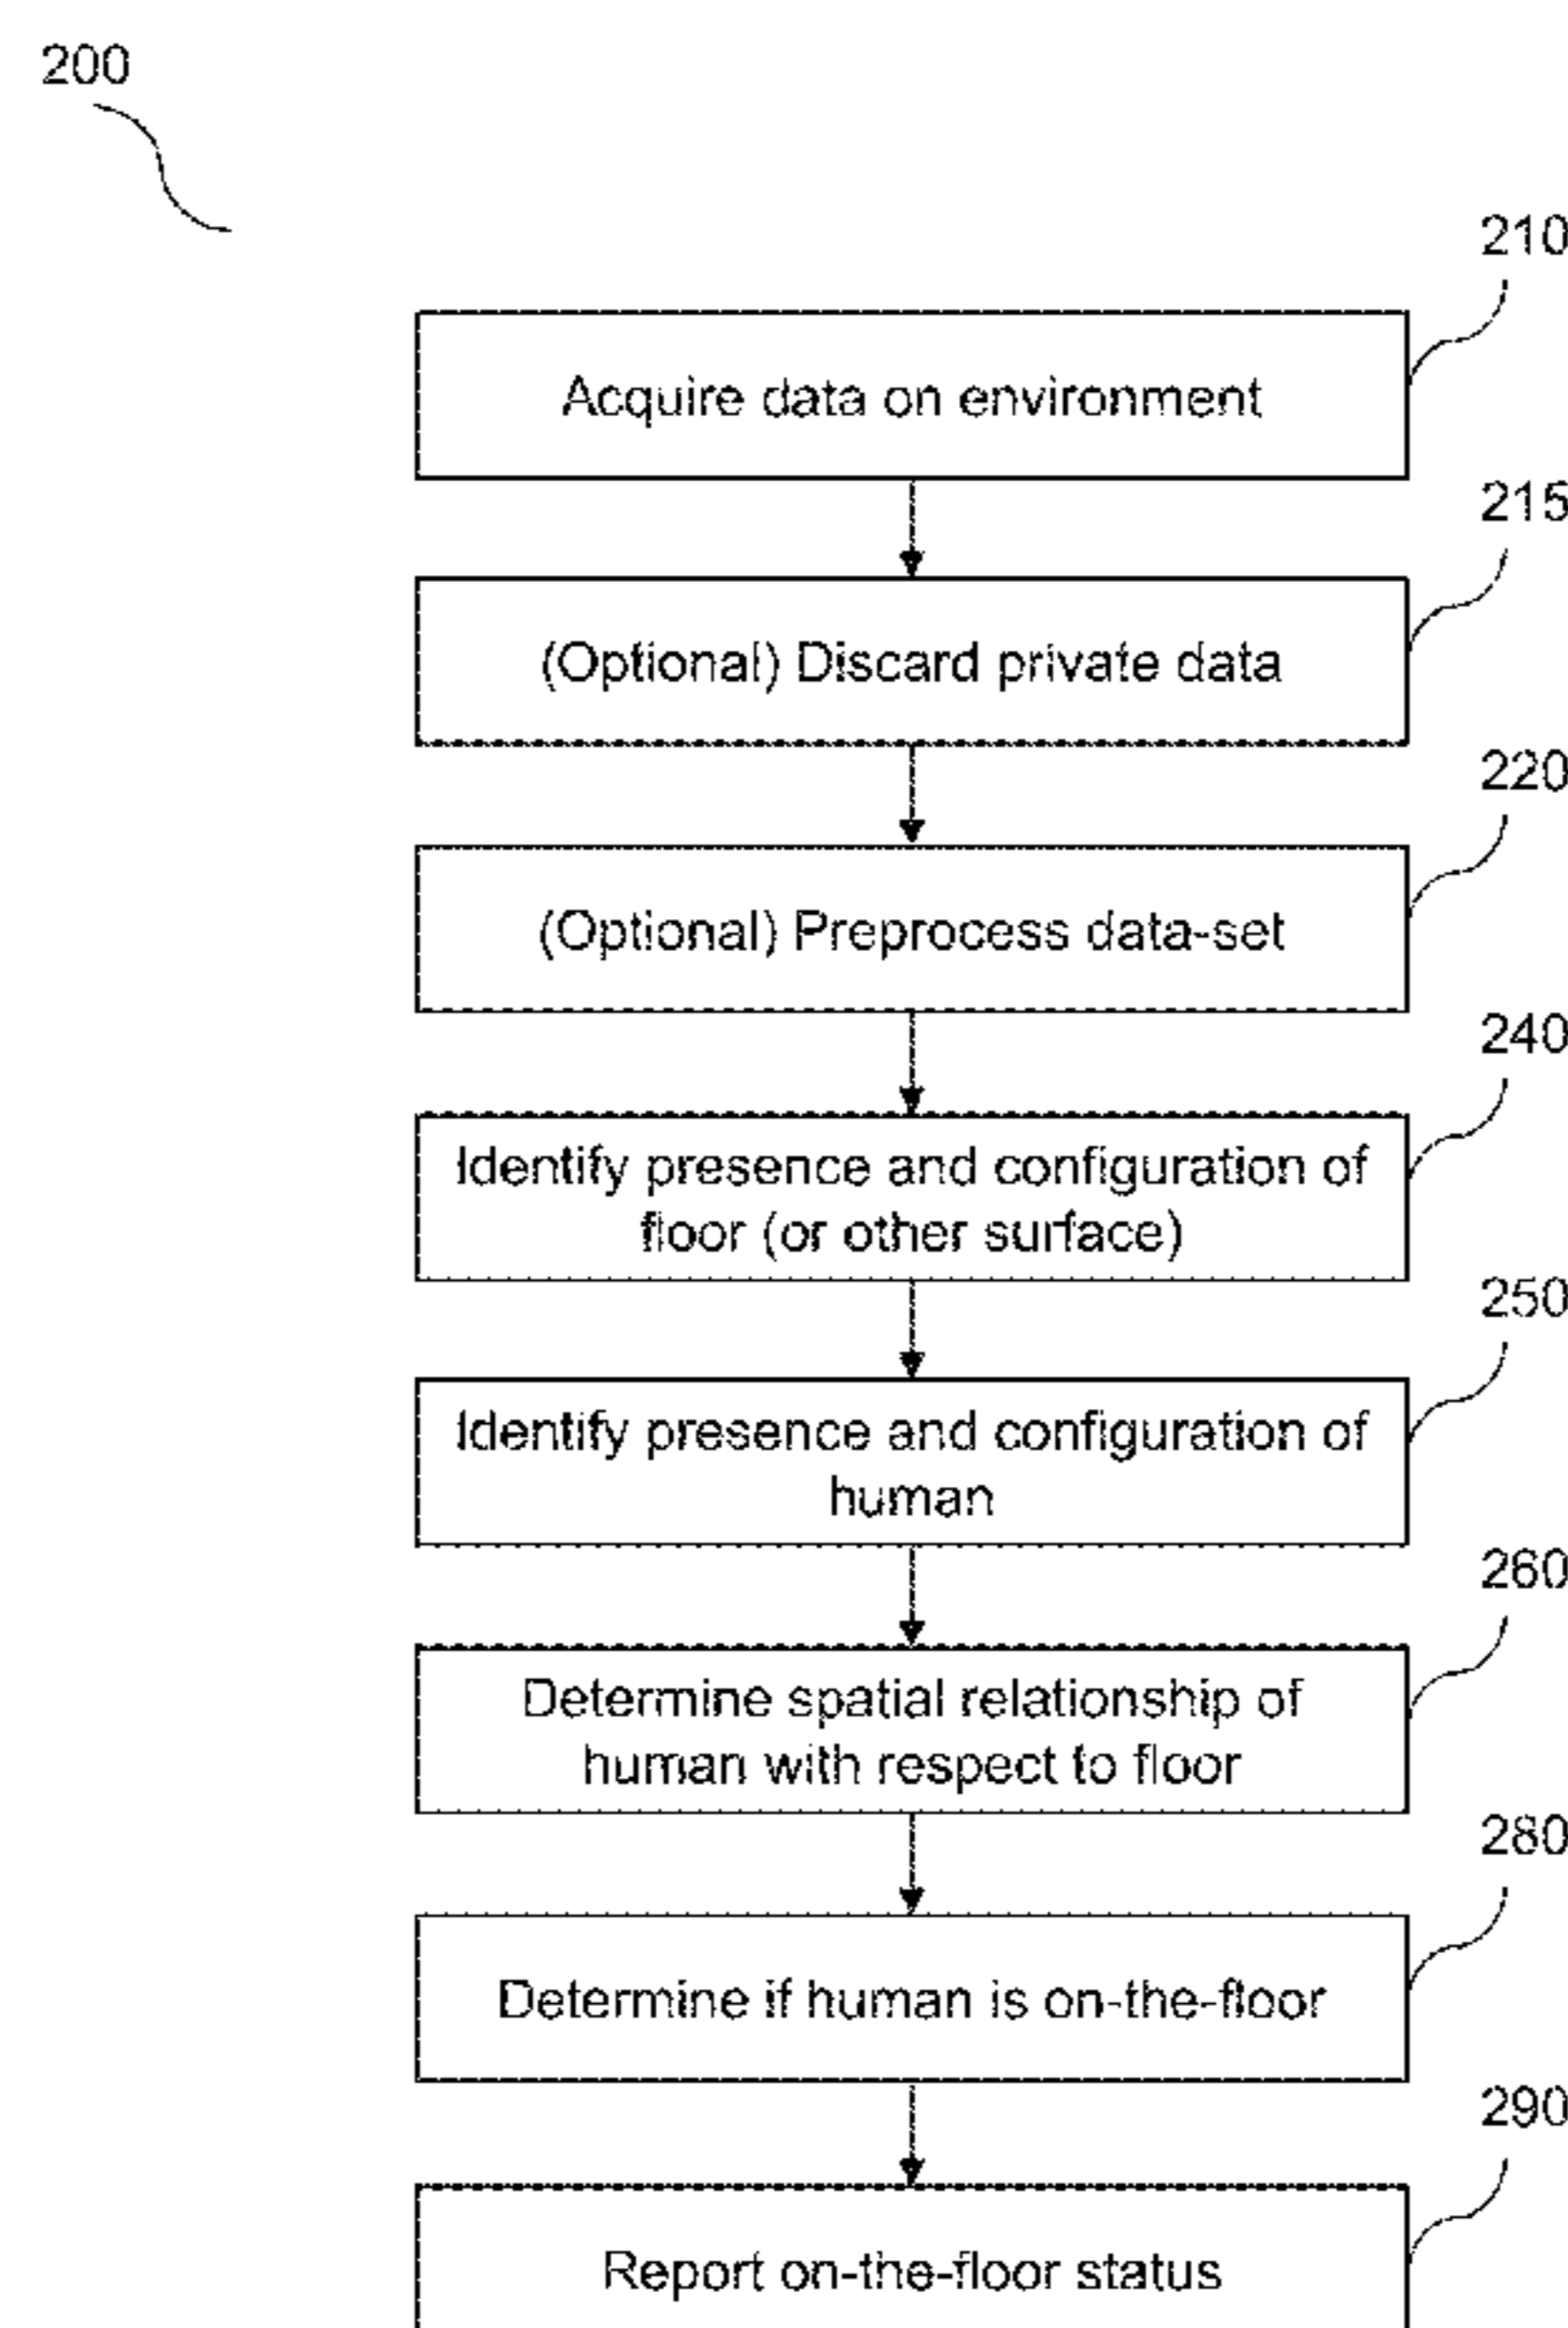 200
210
Acquire data on environment
215
(Optional) Discard private data
220
(Optional) Preprocess data-set
240
Identify presence and configuration of
floor (or other surface)
250
Identify presence and configuration of
human
260
Determine spatial relationship of
human with respect to floor
280
Determine if human is on-the-floor
290
Report on-the-floor status